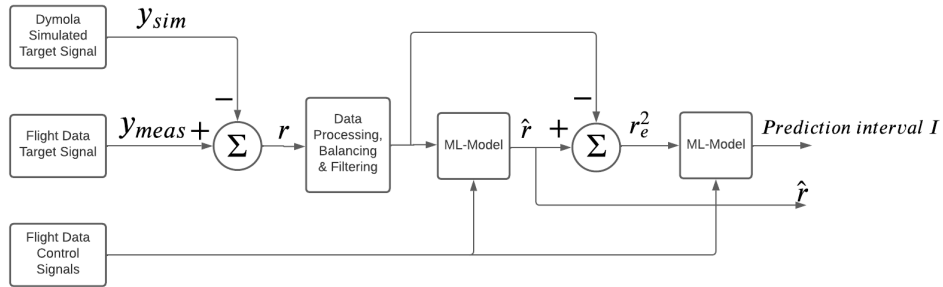 Dymola
Simulated
Target Signal
y_sim
−
Flight Data
Target Signal
y_meas +
Σ
r
Data
Processing,
Balancing
& Filtering
ML-Model
r̂
+
−
Σ
r_e^2
ML-Model
Prediction interval I
r̂
Flight Data
Control
Signals